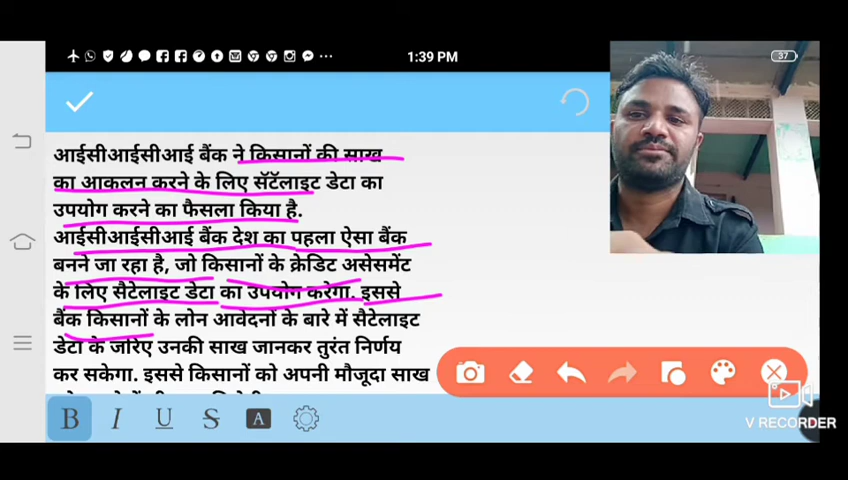 1:39 PM
37
आईसीआईसीआई बैंक ने किसानों की साख
का आकलन करने के लिए सॅटॅलाइट डेटा का
उपयोग करने का फैसला किया है.
आईसीआईसीआई बैंक देश का पहला ऐसा बैंक
बनने जा रहा है, जो किसानों के क्रेडिट असेसमेंट
के लिए सैटेलाइट डेटा का उपयोग करेगा. इससे
बैंक किसानों के लोन आवेदनों के बारे में सैटेलाइट
डेटा के जरिए उनकी साख जानकर तुरंत निर्णय
कर सकेगा. इससे किसानों को अपनी मौजूदा साख
B I U S A
V RECORDER